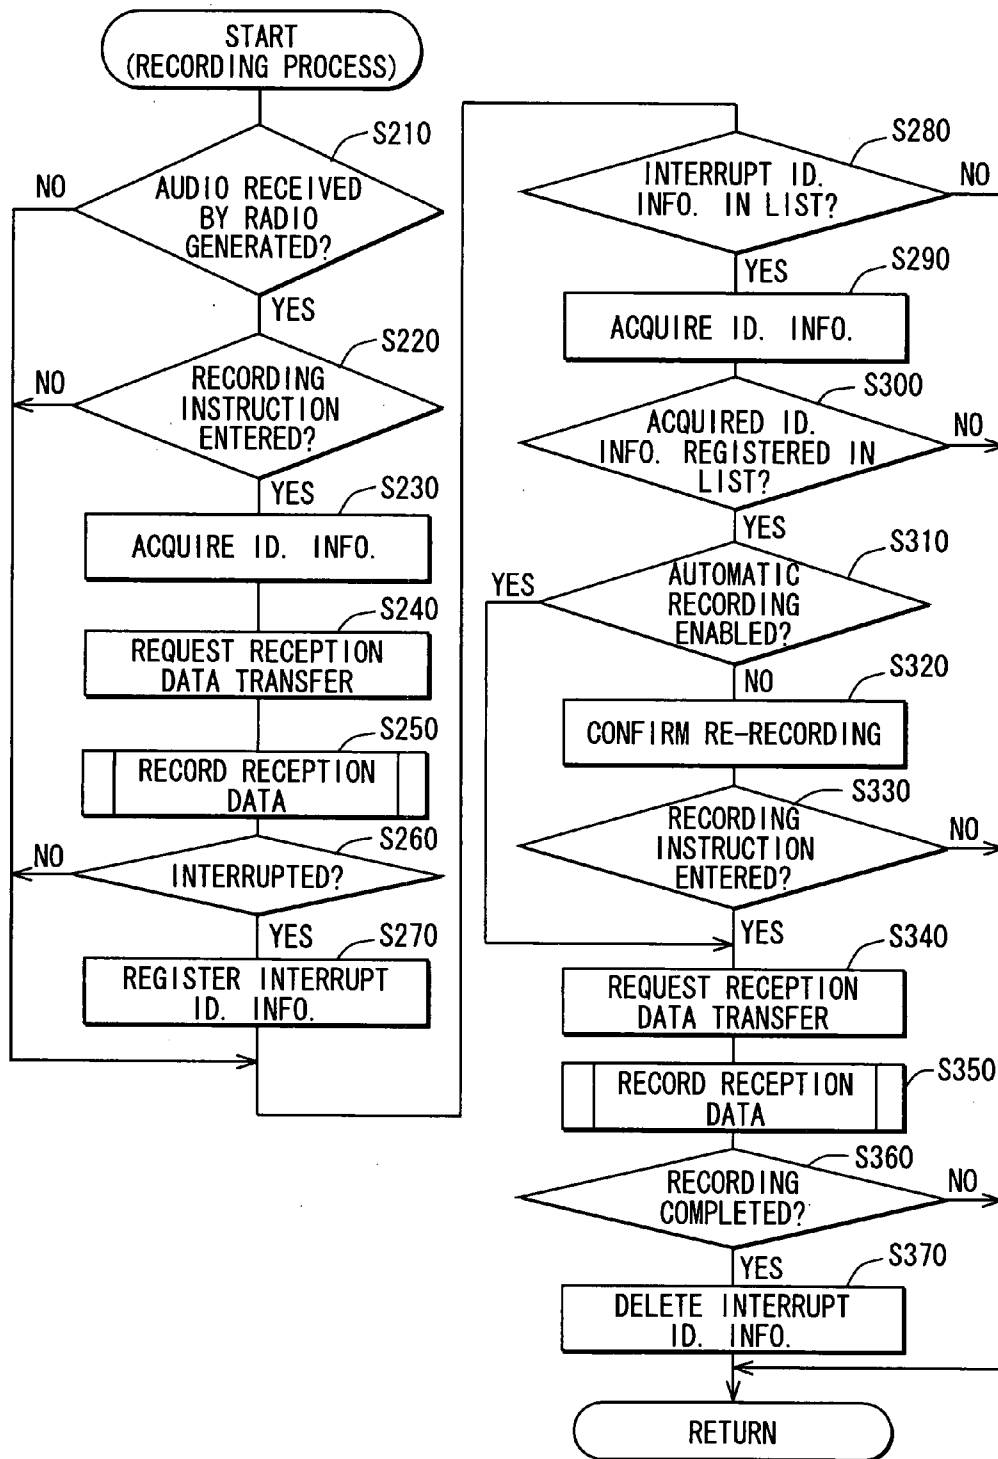 START
(RECORDING PROCESS)
S210
NO
AUDIO RECEIVED
BY RADIO
GENERATED?
YES
S220
NO
RECORDING
INSTRUCTION
ENTERED?
YES
S230
ACQUIRE ID. INFO.
S240
REQUEST RECEPTION
DATA TRANSFER
S250
RECORD RECEPTION
DATA
S260
NO
INTERRUPTED?
YES
S270
REGISTER INTERRUPT
ID. INFO.
S280
INTERRUPT ID.
INFO. IN LIST?
NO
YES
S290
ACQUIRE ID. INFO.
S300
ACQUIRED ID.
INFO. REGISTERED IN
LIST?
NO
YES
S310
YES
AUTOMATIC
RECORDING
ENABLED?
NO
S320
CONFIRM RE-RECORDING
S330
RECORDING
INSTRUCTION
ENTERED?
NO
YES
S340
REQUEST RECEPTION
DATA TRANSFER
S350
RECORD RECEPTION
DATA
S360
RECORDING
COMPLETED?
NO
YES
S370
DELETE INTERRUPT
ID. INFO.
RETURN